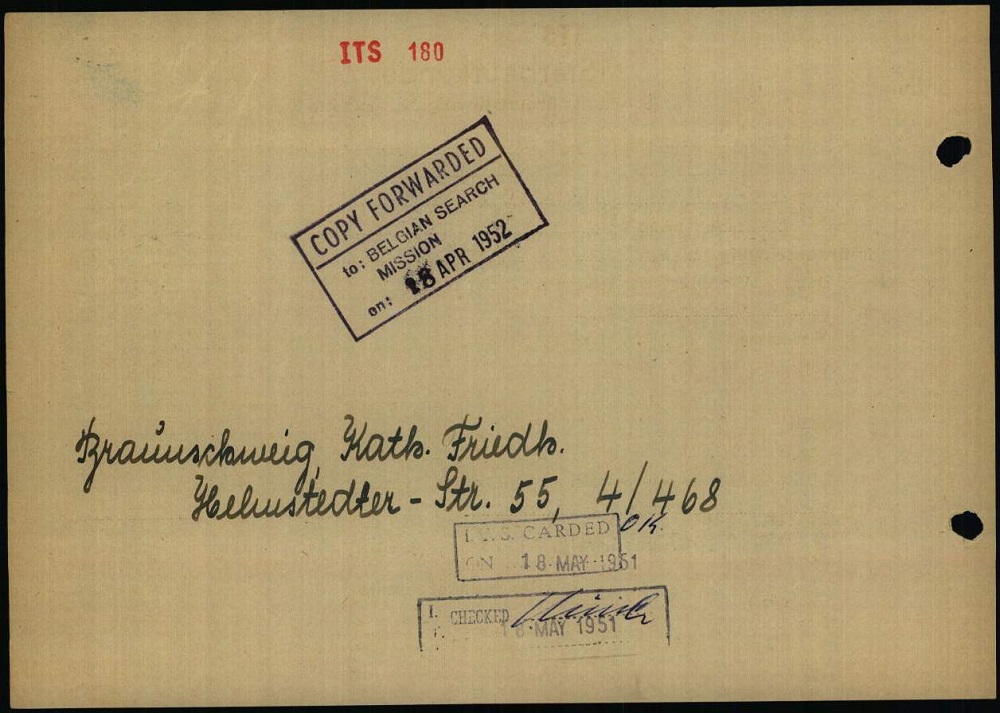 ITS 180
COPY FORWARDED
to: BELGIAN SEARCH
MISSION
on: 18 APR 1952
Braunschweig, Kath. Friedh.
Helmstedter - Str. 55, 4/468
I.T.S. CARDED OK
ON 18 MAY 1951
I. CHECKED
MAY 1951